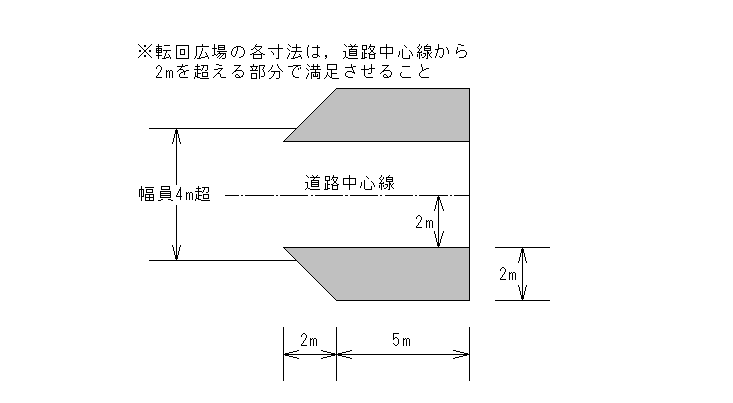 ※転回広場の各寸法は，道路中心線から
2mを超える部分で満足させること
道路中心線
幅員4m超
2m
2m
2m
5m